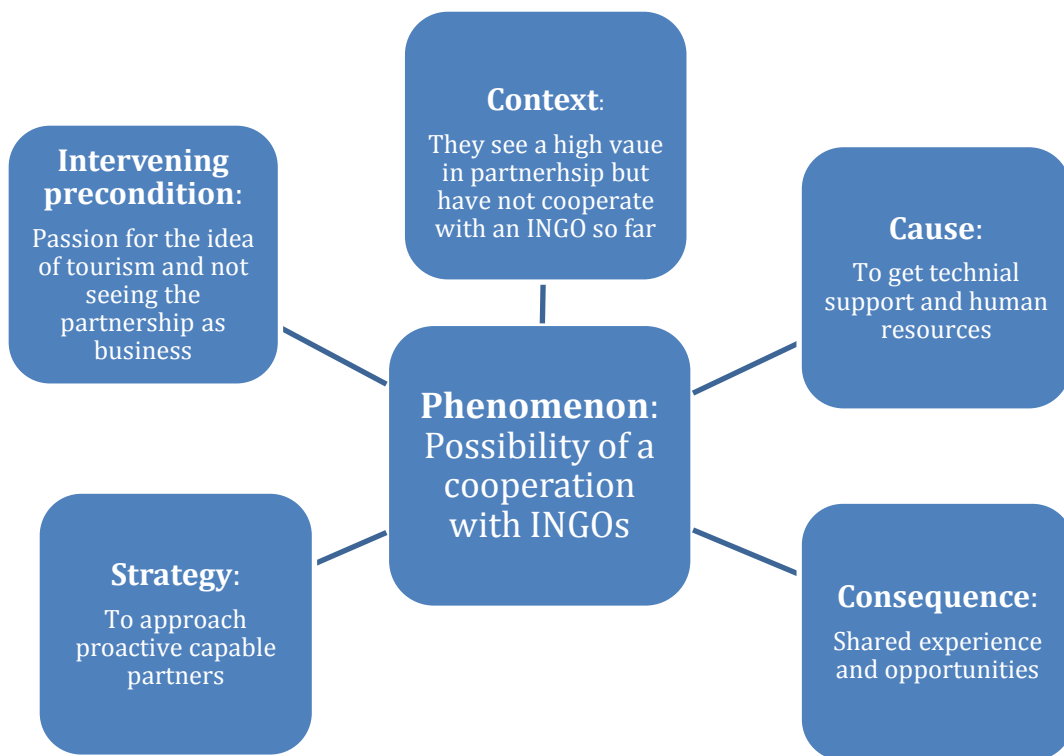 Context:
They see a high vaue
in partnerhsip but
have not cooperate
with an INGO so far
Intervening
precondition:
Passion for the idea
of tourism and not
seeing the
partnership as
business
Cause:
To get technial
support and human
resources
Phenomenon:
Possibility of a
cooperation
with INGOs
Strategy:
To approach
proactive capable
partners
Consequence:
Shared experience
and opportunities